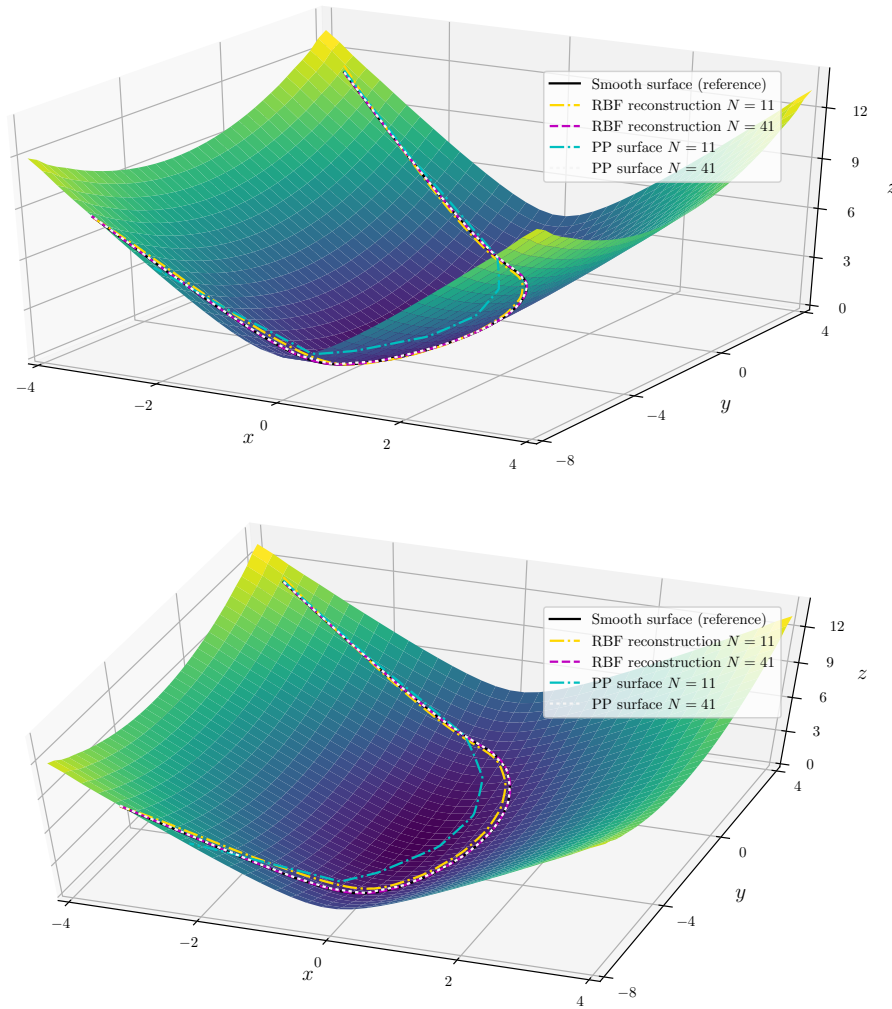 Smooth surface (reference)
RBF reconstruction N = 11
RBF reconstruction N = 41
PP surface N = 11
PP surface N = 41
12
9
z
6
3
0
4
0
−4
y
−4
−2
0
x
2
4
−8
Smooth surface (reference)
RBF reconstruction N = 11
RBF reconstruction N = 41
PP surface N = 11
PP surface N = 41
12
9
z
6
3
0
4
0
y
−4
−4
−2
0
x
2
4
−8